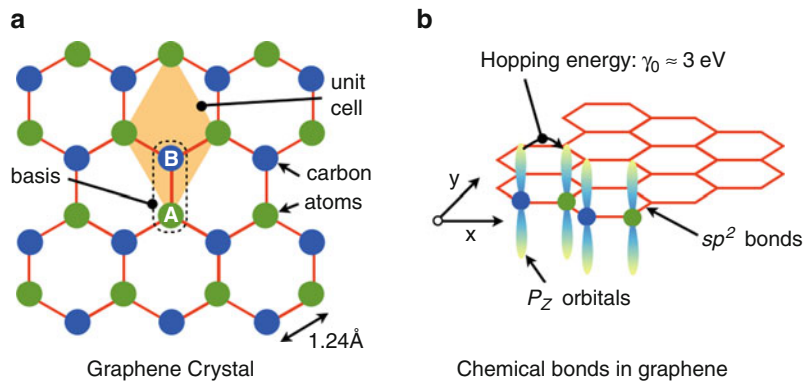 a
unit
cell
B
basis
carbon
atoms
A
1.24Å
Graphene Crystal
b
Hopping energy: γ₀ ≈ 3 eV
y
x
sp² bonds
P_Z orbitals
Chemical bonds in graphene